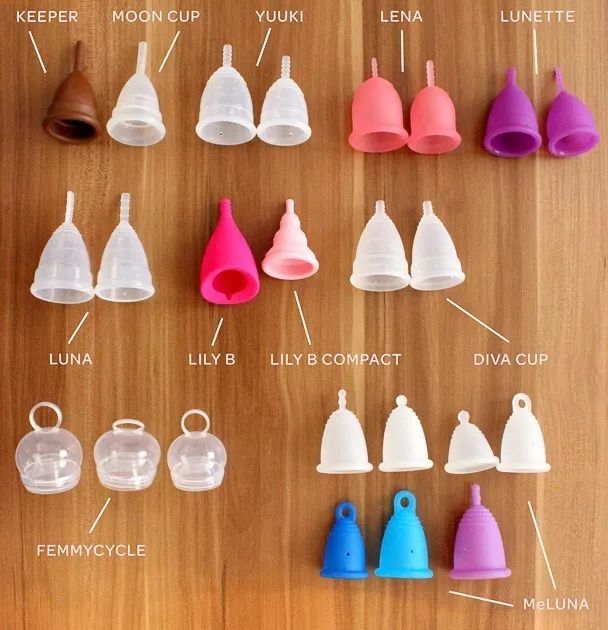 KEEPER
MOON CUP
YUUKI
LENA
LUNETTE
LUNA
LILY B
LILY B COMPACT
DIVA CUP
FEMMYCYCLE
MeLUNA